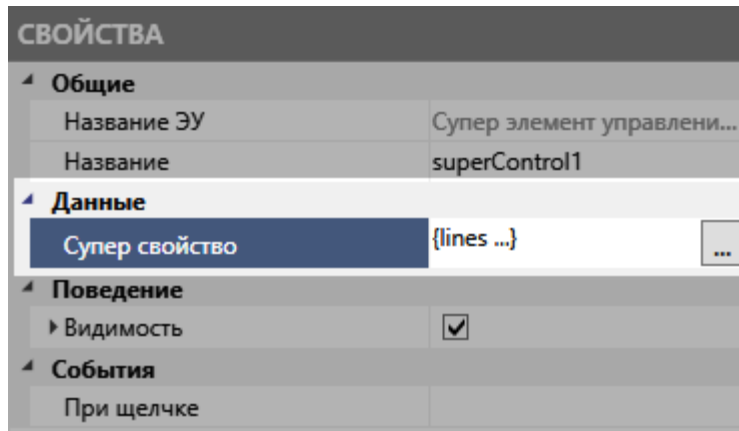 СВОЙСТВА
Общие
Название ЭУ Супер элемент управлени...
Название superControl1
Данные
Супер свойство {lines ...} ...
Поведение
Видимость
События
При щелчке